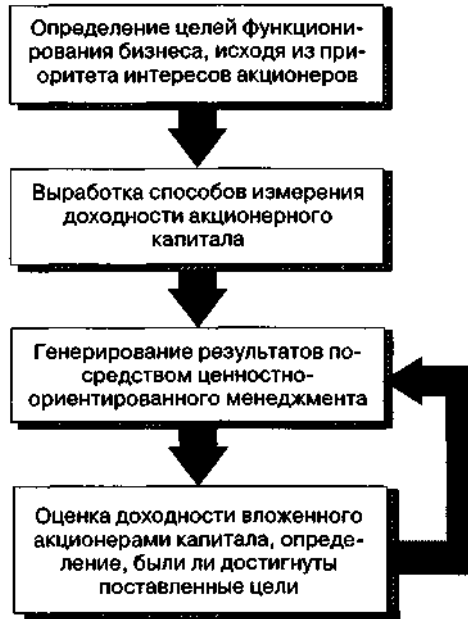 Определение целей функциони-
рования бизнеса, исходя из при-
оритета интересов акционеров
Выработка способов измерения
доходности акционерного
капитала
Генерирование результатов по-
средством ценностно-
ориентированного менеджмента
Оценка доходности вложенного
акционерами капитала, опреде-
ление, были ли достигнуты
поставленные цели